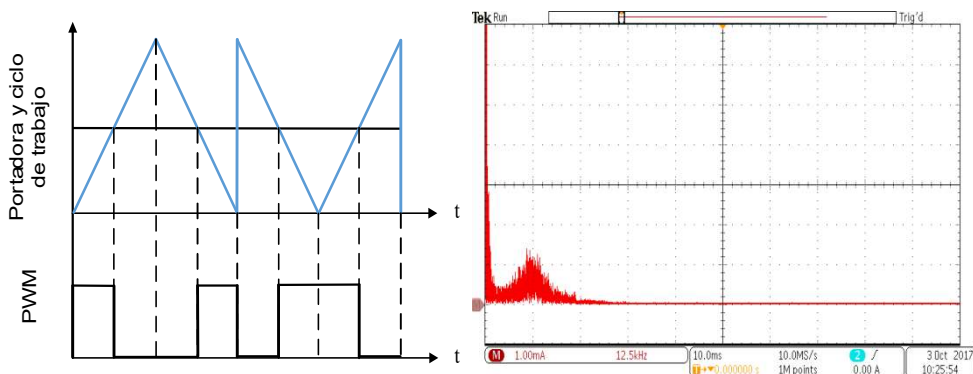 Portadora y ciclo
de trabajo
t
PWM
t
Tek Run
Trig'd
M 1.00mA 12.5kHz
10.0ms 10.0MS/s
T→▼0.000000 s 1M points
2 ∫ 0.00 A
3 Oct 2017
10:25:54